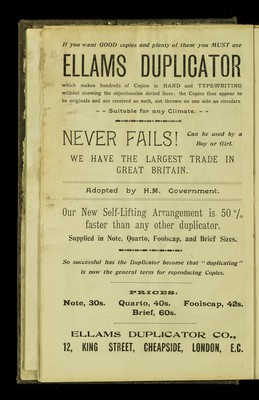 If you want GOOD copies and plenty of them you MUST use
ELLAMS DUPLICATOR
which makes hundreds of Copies in HAND and TYPEWRITING
without showing the objectionable dotted lines; the Copies thus appear to
be originals and are received as such, not thrown on one side as circulars
– – Suitable for any Climate. – –
NEVER FAILS!
Can be used by a
Boy or Girl.
WE HAVE THE LARGEST TRADE IN
GREAT BRITAIN.
Adopted by H.M. Government.
Our New Self-Lifting Arrangement is 50 %
faster than any other duplicator.
Supplied in Note, Quarto, Foolscap, and Brief Sizes.
So successful has the Duplicator become that "duplicating"
is now the general term for reproducing Copies.
PRICES:
Note, 30s. Quarto, 40s. Foolscap, 42s.
Brief, 60s.
ELLAMS DUPLICATOR CO.,
12, KING STREET, CHEAPSIDE, LONDON, E.C.